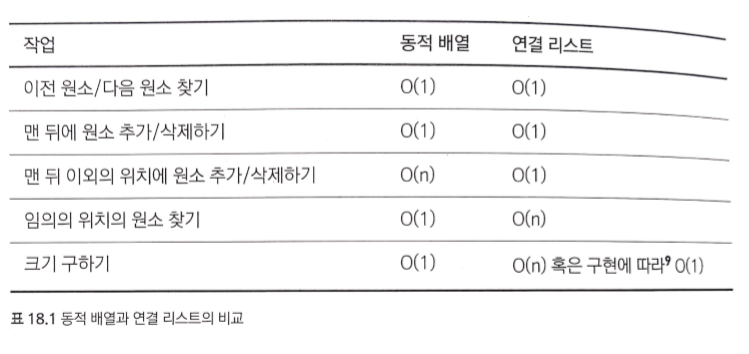 작업 동적 배열 연결 리스트
이전 원소/다음 원소 찾기 O(1) O(1)
맨 뒤에 원소 추가/삭제하기 O(1) O(1)
맨 뒤 이외의 위치에 원소 추가/삭제하기 O(n) O(1)
임의의 위치의 원소 찾기 O(1) O(n)
크기 구하기 O(1) O(n) 혹은 구현에 따라⁹ O(1)
표 18.1 동적 배열과 연결 리스트의 비교